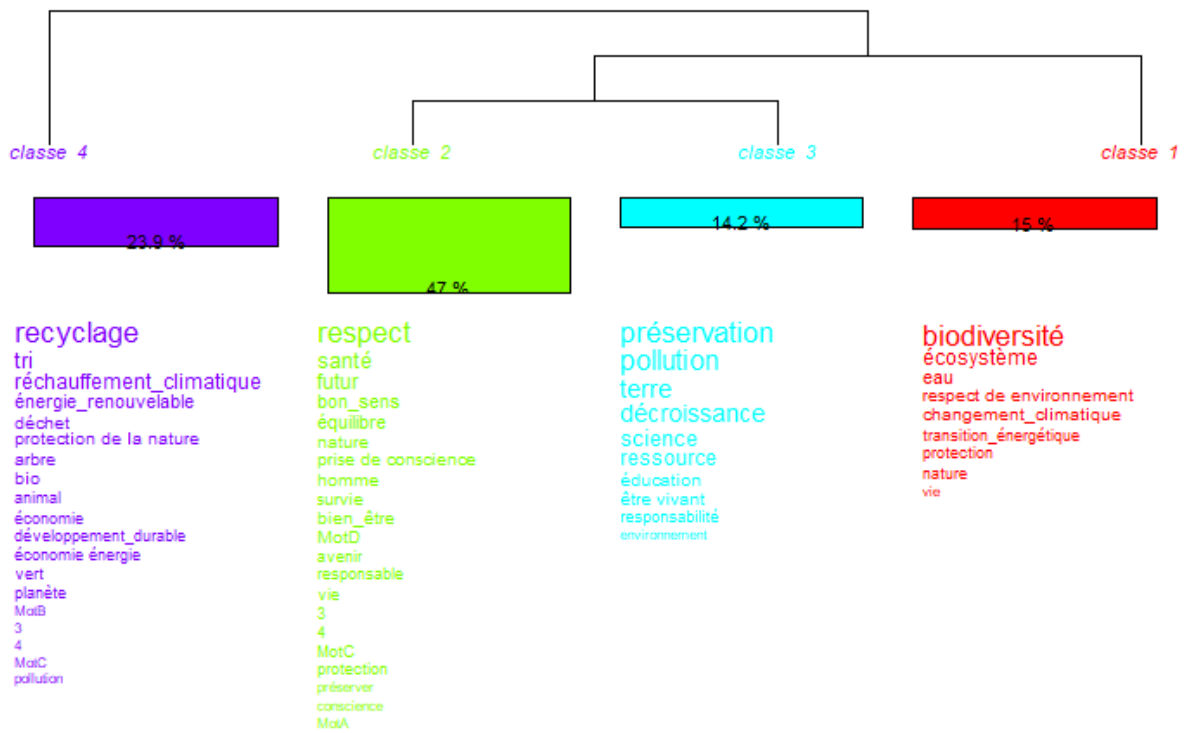 classe 4
classe 2
classe 3
classe 1
23.9 %
47 %
14.2 %
15 %
recyclage
tri
réchauffement_climatique
énergie_renouvelable
déchet
protection de la nature
arbre
bio
animal
économie
développement_durable
économie énergie
vert
planète
MotB
3
4
MotC
pollution
respect
santé
futur
bon_sens
équilibre
nature
prise de conscience
homme
survie
bien_être
MotD
avenir
responsable
vie
3
4
MotC
protection
préserver
conscience
MotA
préservation
pollution
terre
décroissance
science
ressource
éducation
être vivant
responsabilité
environnement
biodiversité
écosystème
eau
respect de environnement
changement_climatique
transition_énergétique
protection
nature
vie